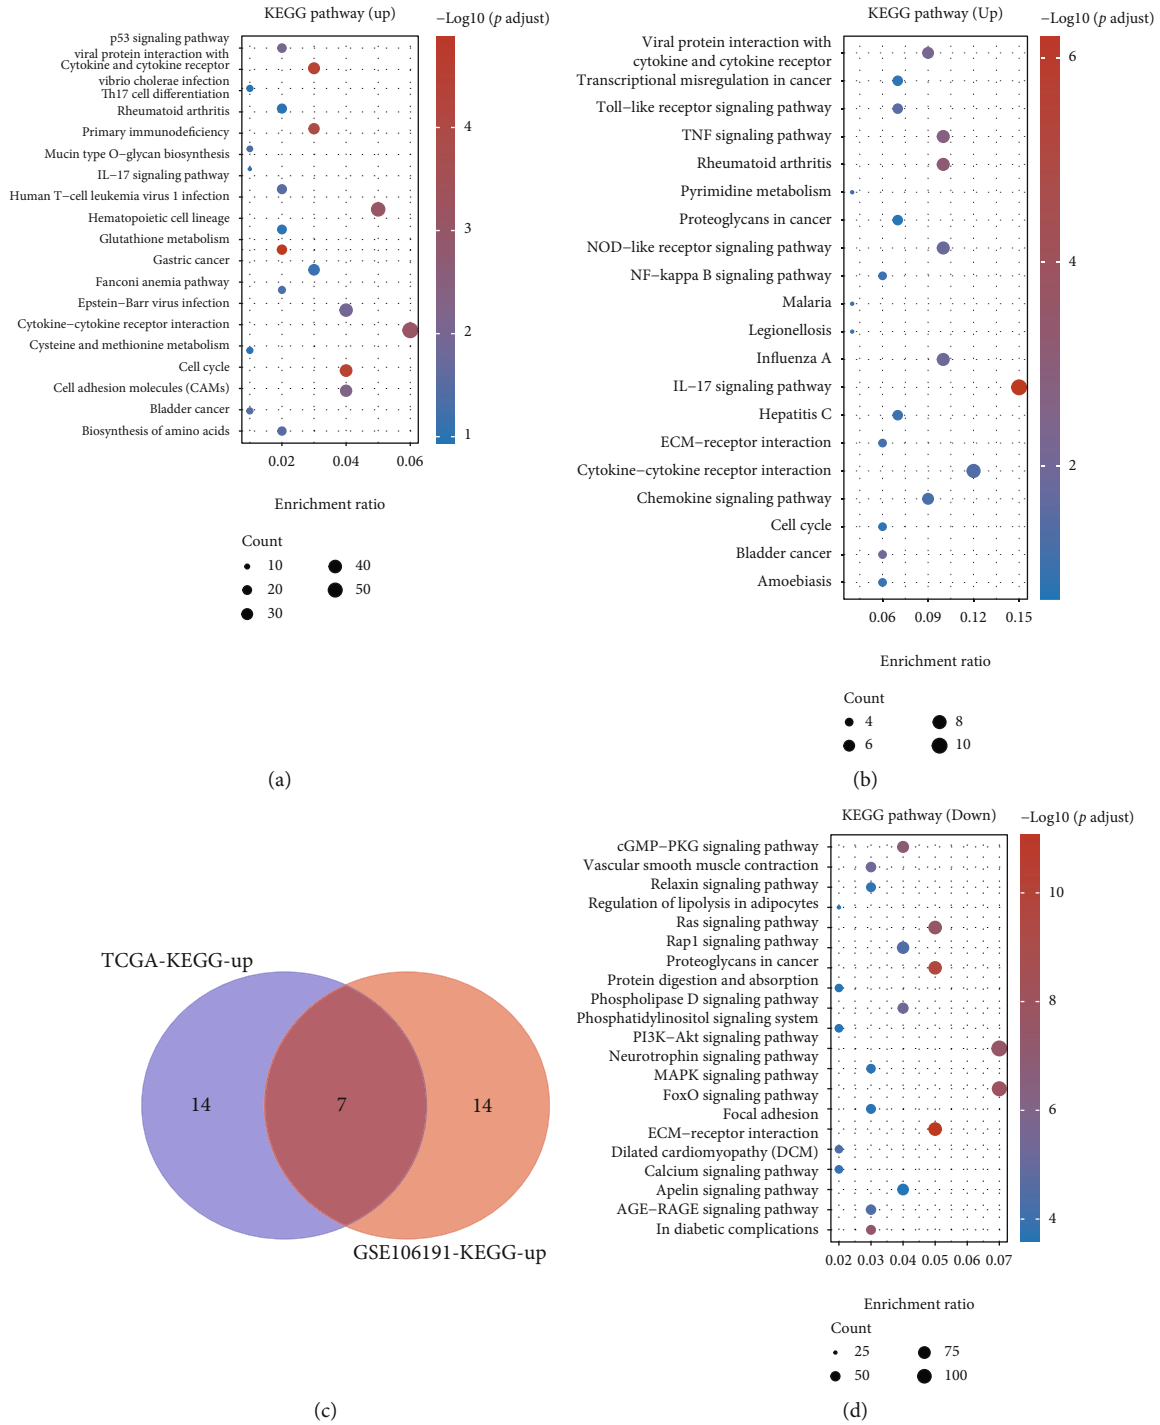 KEGG pathway (up)
−Log10 (p adjust)
p53 signaling pathway
viral protein interaction with
Cytokine and cytokine receptor
vibrio cholerae infection
Th17 cell differentiation
Rheumatoid arthritis
Primary immunodeficiency
Mucin type O−glycan biosynthesis
IL−17 signaling pathway
Human T−cell leukemia virus 1 infection
Hematopoietic cell lineage
Glutathione metabolism
Gastric cancer
Fanconi anemia pathway
Epstein−Barr virus infection
Cytokine−cytokine receptor interaction
Cysteine and methionine metabolism
Cell cycle
Cell adhesion molecules (CAMs)
Bladder cancer
Biosynthesis of amino acids
4
3
2
1
0.02 0.04 0.06
Enrichment ratio
Count
10 40
20 50
30
(a)
KEGG pathway (Up)
−Log10 (p adjust)
Viral protein interaction with
cytokine and cytokine receptor
Transcriptional misregulation in cancer
Toll−like receptor signaling pathway
TNF signaling pathway
Rheumatoid arthritis
Pyrimidine metabolism
Proteoglycans in cancer
NOD−like receptor signaling pathway
NF−kappa B signaling pathway
Malaria
Legionellosis
Influenza A
IL−17 signaling pathway
Hepatitis C
ECM−receptor interaction
Cytokine−cytokine receptor interaction
Chemokine signaling pathway
Cell cycle
Bladder cancer
Amoebiasis
6
4
2
0.06 0.09 0.12 0.15
Enrichment ratio
Count
4 8
6 10
(b)
TCGA-KEGG-up
14 7 14
GSE106191-KEGG-up
(c)
KEGG pathway (Down)
−Log10 (p adjust)
cGMP−PKG signaling pathway
Vascular smooth muscle contraction
Relaxin signaling pathway
Regulation of lipolysis in adipocytes
Ras signaling pathway
Rap1 signaling pathway
Proteoglycans in cancer
Protein digestion and absorption
Phospholipase D signaling pathway
Phosphatidylinositol signaling system
PI3K−Akt signaling pathway
Neurotrophin signaling pathway
MAPK signaling pathway
FoxO signaling pathway
Focal adhesion
ECM−receptor interaction
Dilated cardiomyopathy (DCM)
Calcium signaling pathway
Apelin signaling pathway
AGE−RAGE signaling pathway
In diabetic complications
10
8
6
4
0.02 0.03 0.04 0.05 0.06 0.07
Enrichment ratio
Count
25 75
50 100
(d)